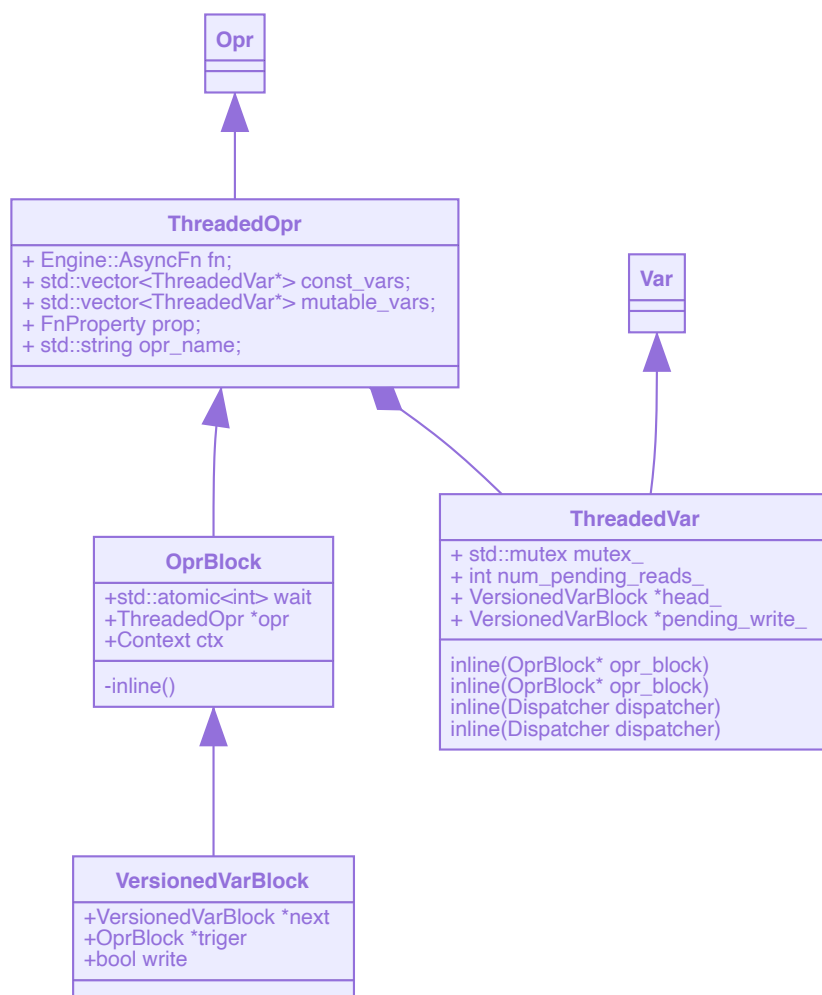 Opr
ThreadedOpr
+ Engine::AsyncFn fn;
+ std::vector<ThreadedVar*> const_vars;
+ std::vector<ThreadedVar*> mutable_vars;
+ FnProperty prop;
+ std::string opr_name;
Var
OprBlock
+std::atomic<int> wait
+ThreadedOpr *opr
+Context ctx
-inline()
ThreadedVar
+ std::mutex mutex_
+ int num_pending_reads_
+ VersionedVarBlock *head_
+ VersionedVarBlock *pending_write_
inline(OprBlock* opr_block)
inline(OprBlock* opr_block)
inline(Dispatcher dispatcher)
inline(Dispatcher dispatcher)
VersionedVarBlock
+VersionedVarBlock *next
+OprBlock *triger
+bool write